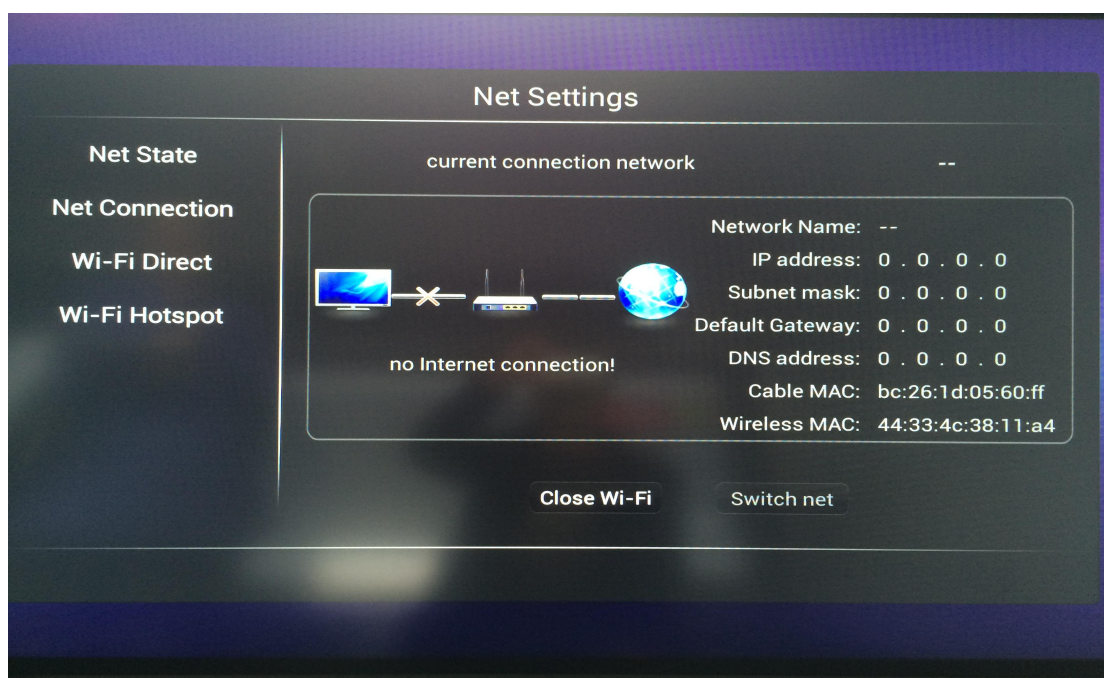 Net Settings
Net State
Net Connection
Wi-Fi Direct
Wi-Fi Hotspot
current connection network --
no Internet connection!
Network Name: --
IP address: 0 . 0 . 0 . 0
Subnet mask: 0 . 0 . 0 . 0
Default Gateway: 0 . 0 . 0 . 0
DNS address: 0 . 0 . 0 . 0
Cable MAC: bc:26:1d:05:60:ff
Wireless MAC: 44:33:4c:38:11:a4
Close Wi-Fi
Switch net